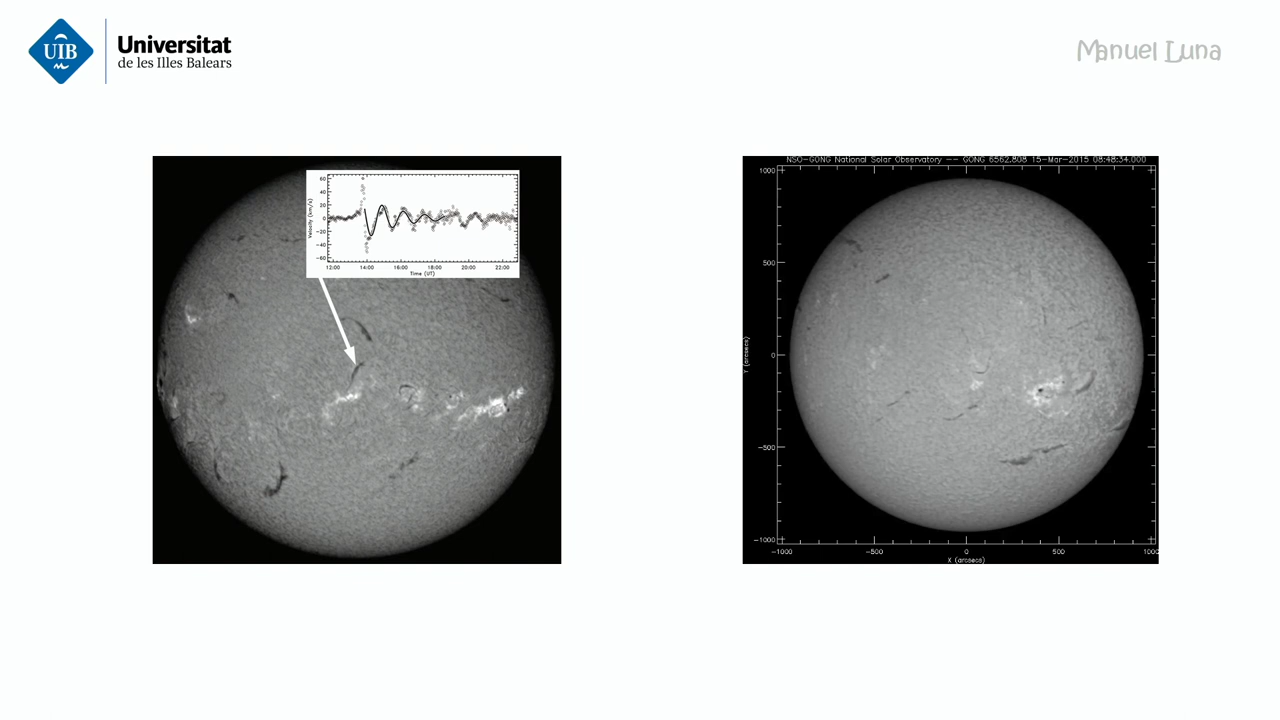 UIB
Universitat
de les Illes Balears
Manuel Luna
60
40
20
0
-20
-40
-60
Velocity (km/s)
12:00 14:00 16:00 18:00 20:00 22:00
Time (UT)
NSO-GONG National Solar Observatory -- GONG 6562.808 15-Mar-2015 08:48:34.000
1000
500
0
-500
-1000
Y (arcsecs)
-1000 -500 0 500 1000
X (arcsecs)